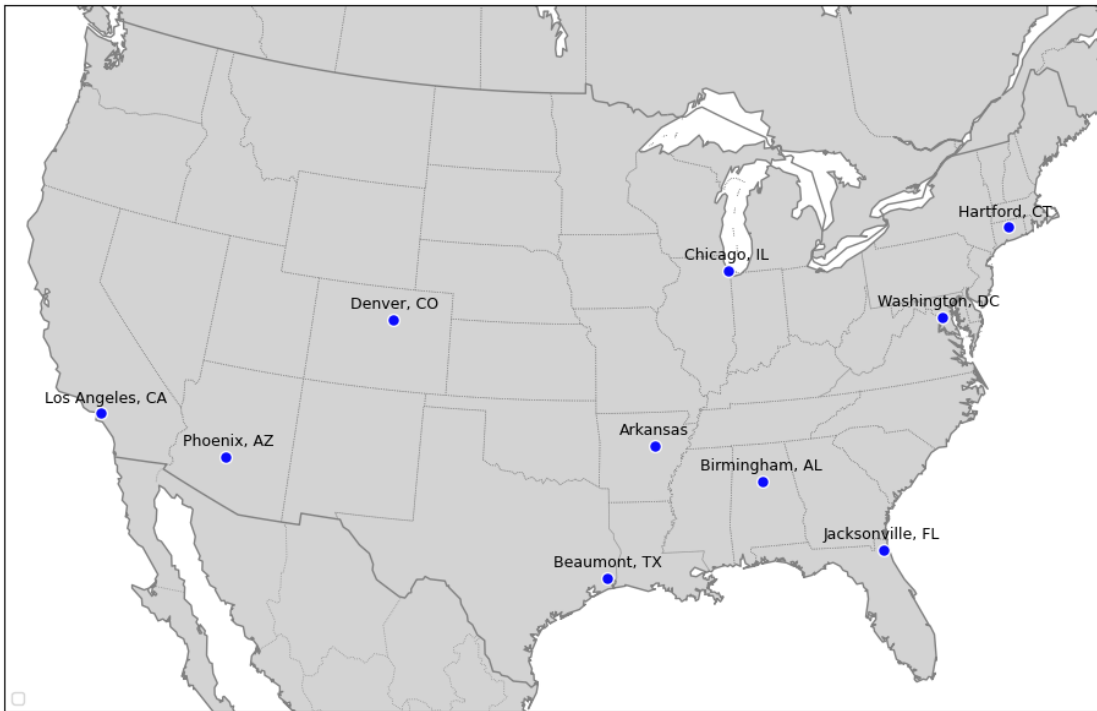 Hartford, CT
Chicago, IL
Washington, DC
Denver, CO
Los Angeles, CA
Arkansas
Phoenix, AZ
Birmingham, AL
Jacksonville, FL
Beaumont, TX